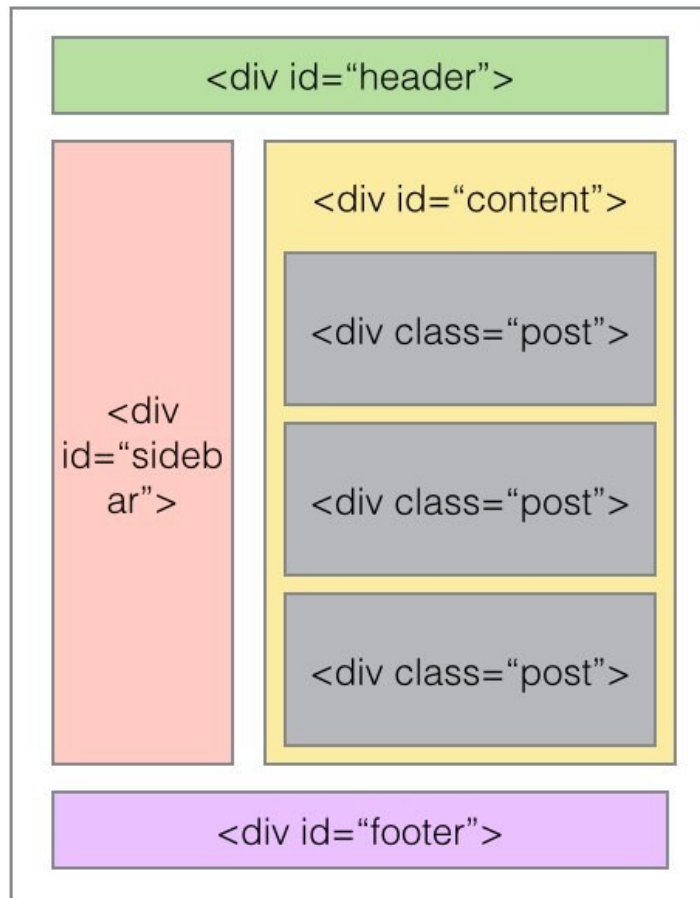 <div id=“header”>
<div
id=“sideb
ar”>
<div id=“content”>
<div class=“post”>
<div class=“post”>
<div class=“post”>
<div id=“footer”>